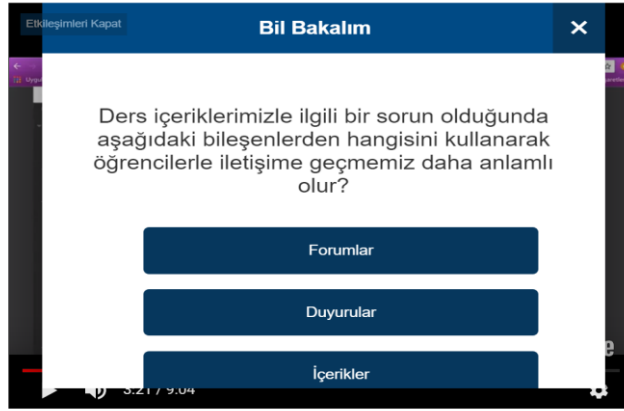 Etkileşimleri Kapat
Bil Bakalım
×
Ders içeriklerimizle ilgili bir sorun olduğunda
aşağıdaki bileşenlerden hangisini kullanarak
öğrencilerle iletişime geçmemiz daha anlamlı
olur?
Forumlar
Duyurular
İçerikler
3:21 / 9:04